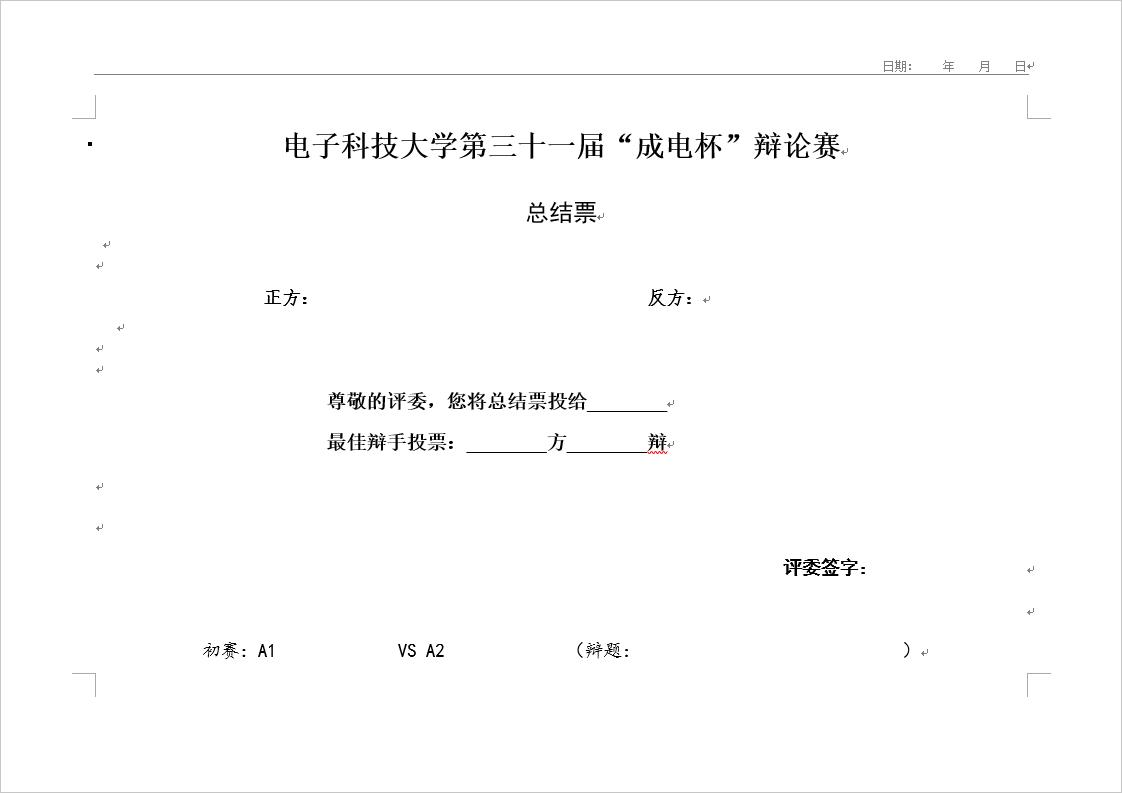 日期： 年 月 日
电子科技大学第三十一届“成电杯”辩论赛
总结票
正方： 反方：
尊敬的评委，您将总结票投给________
最佳辩手投票：________方________辩
评委签字：
初赛：A1 VS A2 （辩题： ）